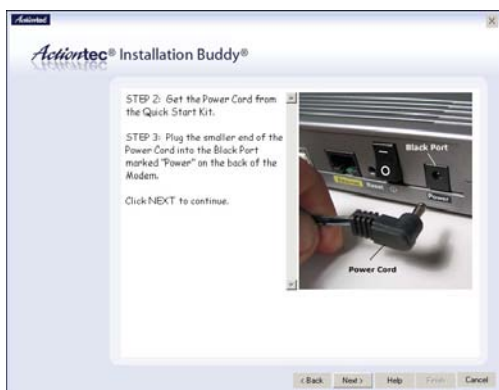 Actiontec
Actiontec® Installation Buddy®
STEP 2: Get the Power Cord from
the Quick Start Kit.
STEP 3: Plug the smaller end of the
Power Cord into the Black Port
marked "Power" on the back of the
Modem.
Click NEXT to continue.
Black Port
Reset
Power
Power Cord
< Back
Next >
Help
Finish
Cancel